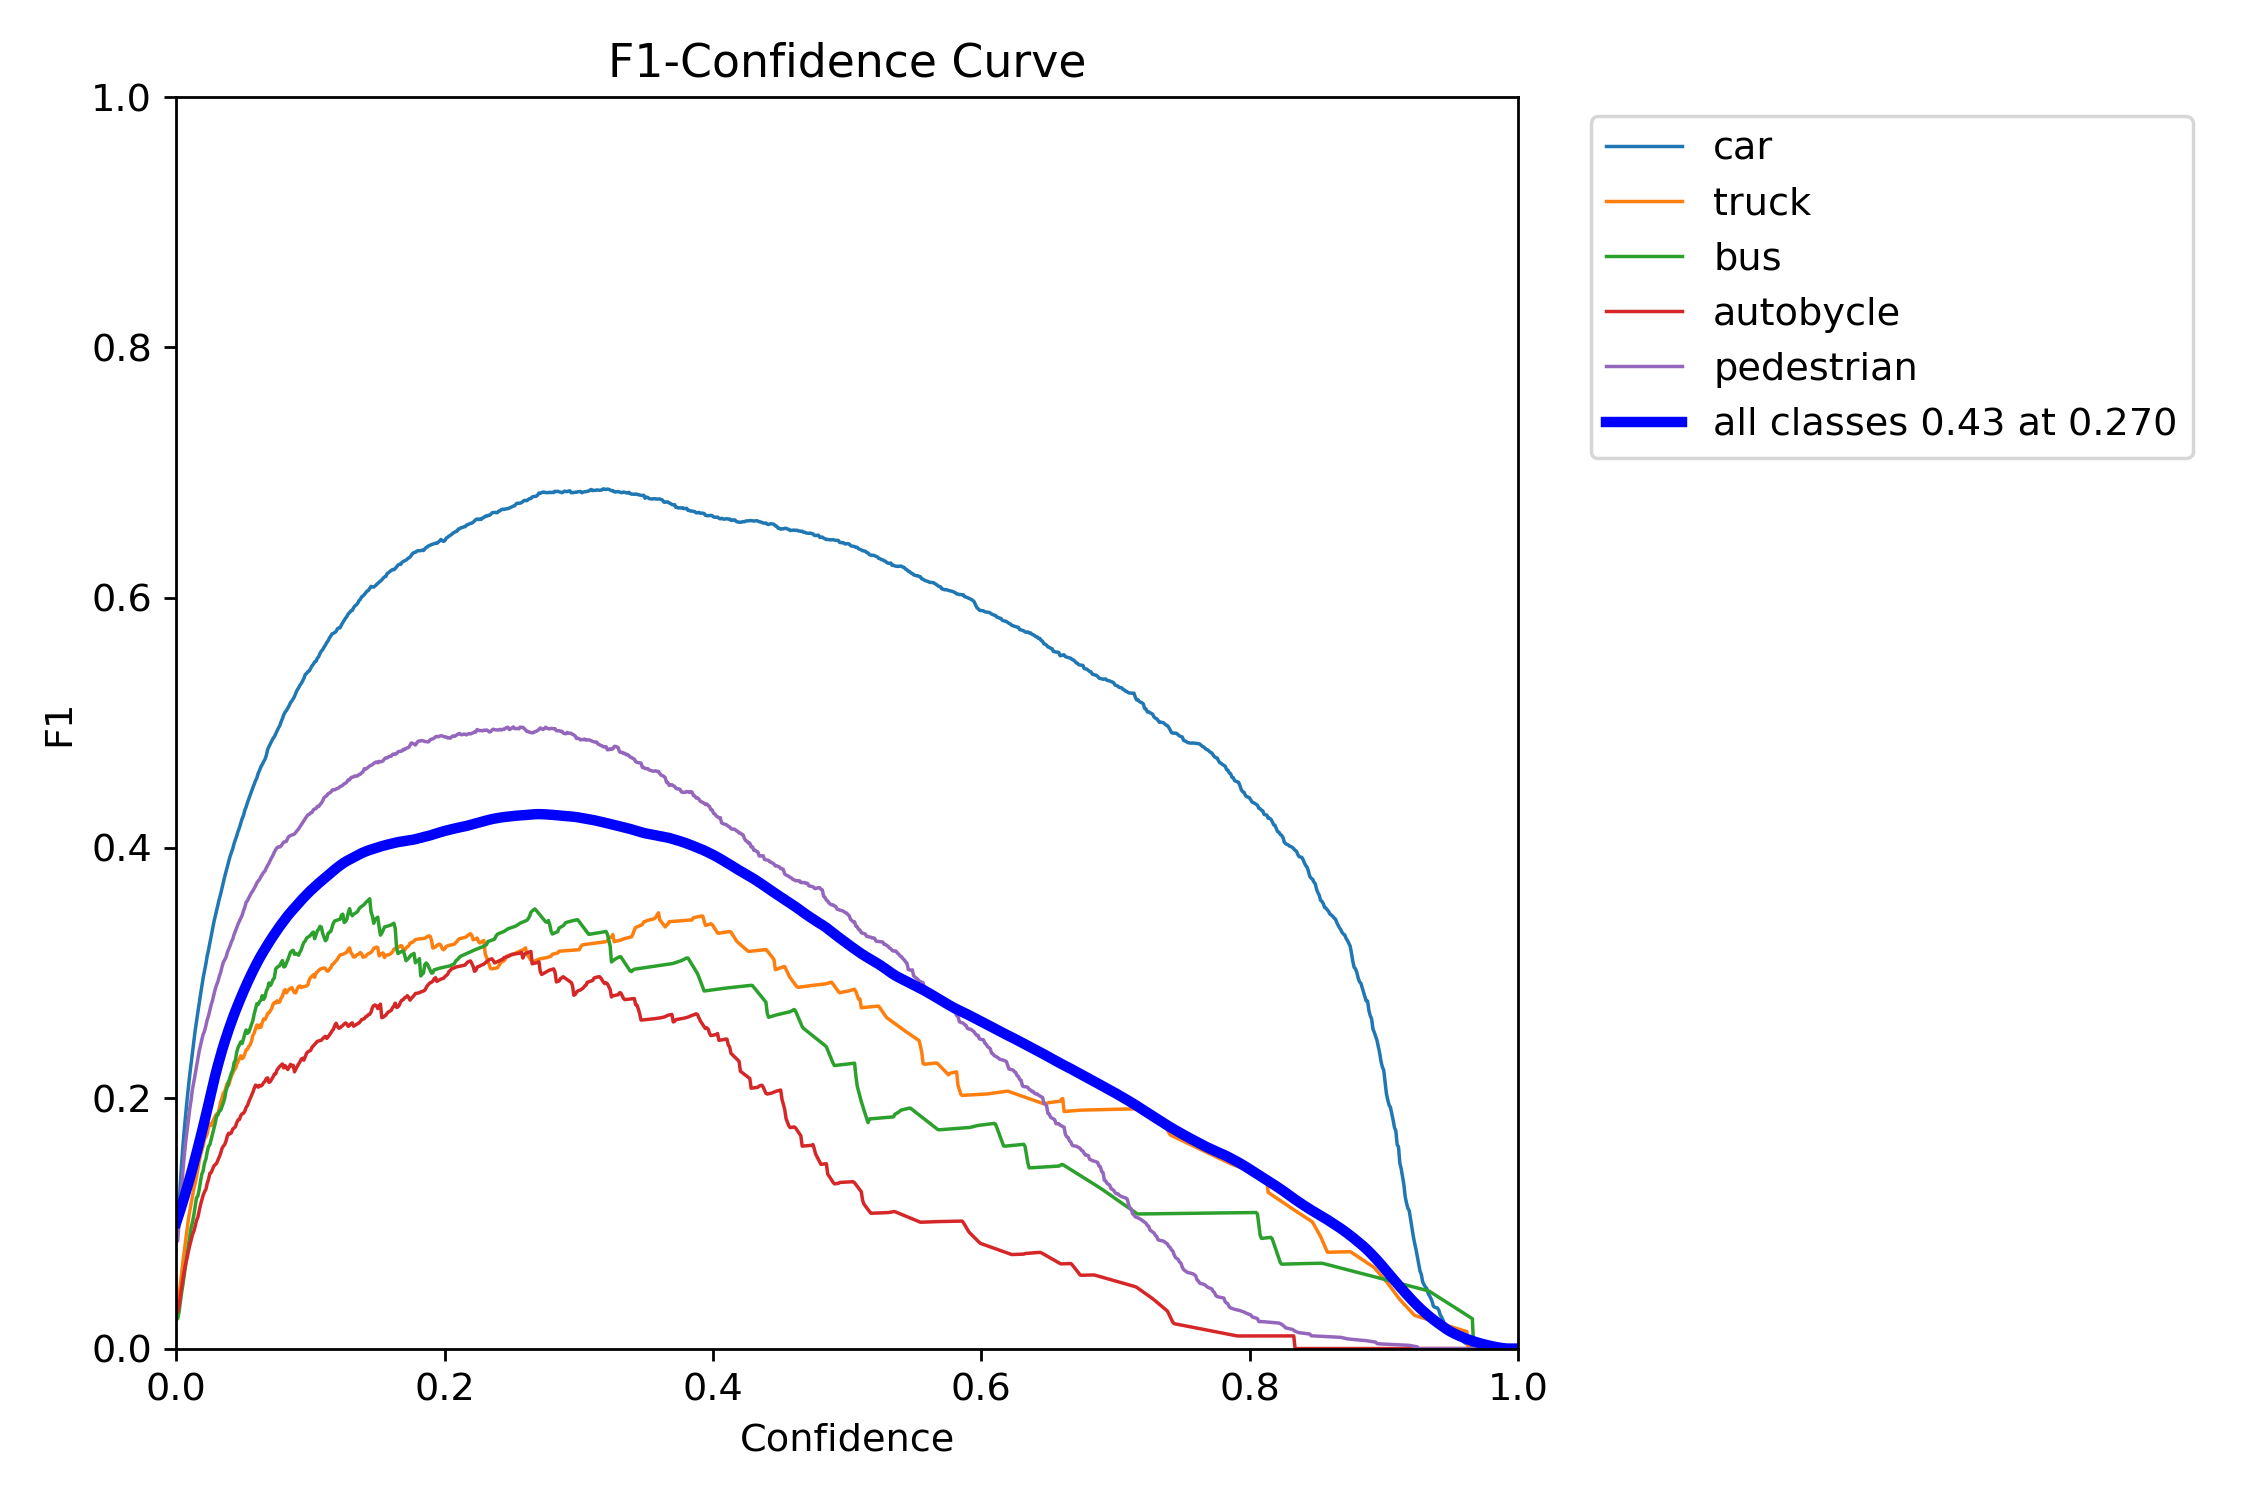 F1-Confidence Curve
1.0
0.8
0.6
0.4
0.2
0.0
F1
0.0 0.2 0.4 0.6 0.8 1.0
Confidence
car
truck
bus
autobycle
pedestrian
all classes 0.43 at 0.270